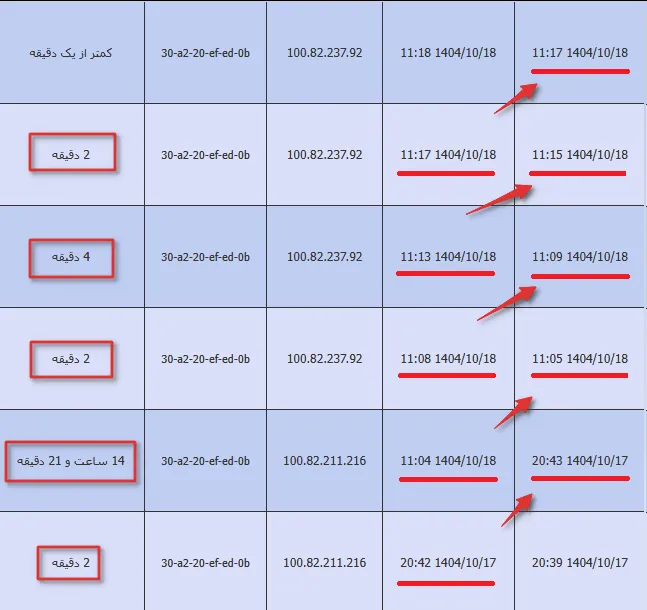 کمتر از یک دقیقه 30-a2-20-ef-ed-0b 100.82.237.92 11:18 1404/10/18 11:17 1404/10/18
2 دقیقه 30-a2-20-ef-ed-0b 100.82.237.92 11:17 1404/10/18 11:15 1404/10/18
4 دقیقه 30-a2-20-ef-ed-0b 100.82.237.92 11:13 1404/10/18 11:09 1404/10/18
2 دقیقه 30-a2-20-ef-ed-0b 100.82.237.92 11:08 1404/10/18 11:05 1404/10/18
14 ساعت و 21 دقیقه 30-a2-20-ef-ed-0b 100.82.211.216 11:04 1404/10/18 20:43 1404/10/17
2 دقیقه 30-a2-20-ef-ed-0b 100.82.211.216 20:42 1404/10/17 20:39 1404/10/17